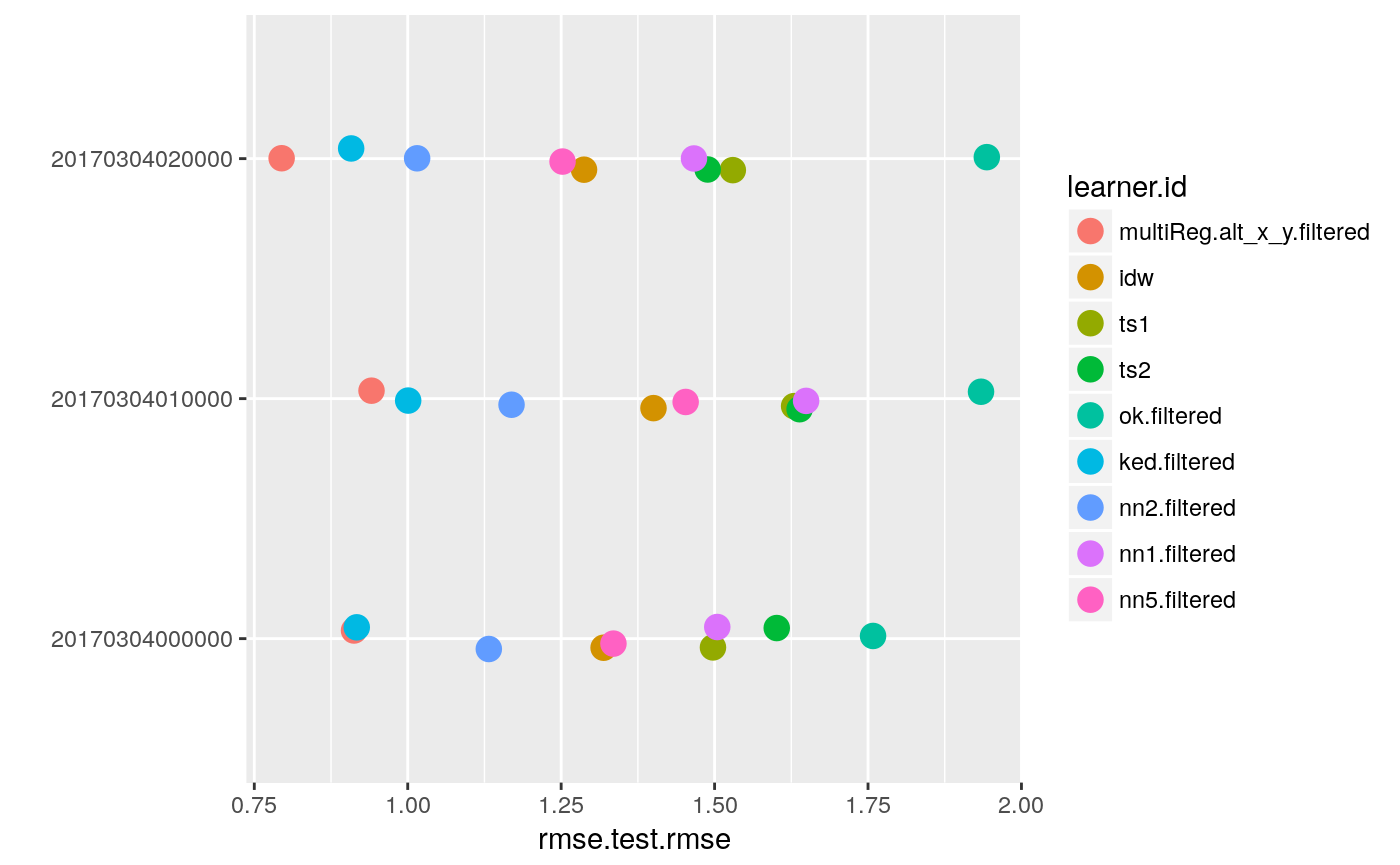 20170304020000
20170304010000
20170304000000
0.75 1.00 1.25 1.50 1.75 2.00
rmse.test.rmse
learner.id
multiReg.alt_x_y.filtered
idw
ts1
ts2
ok.filtered
ked.filtered
nn2.filtered
nn1.filtered
nn5.filtered